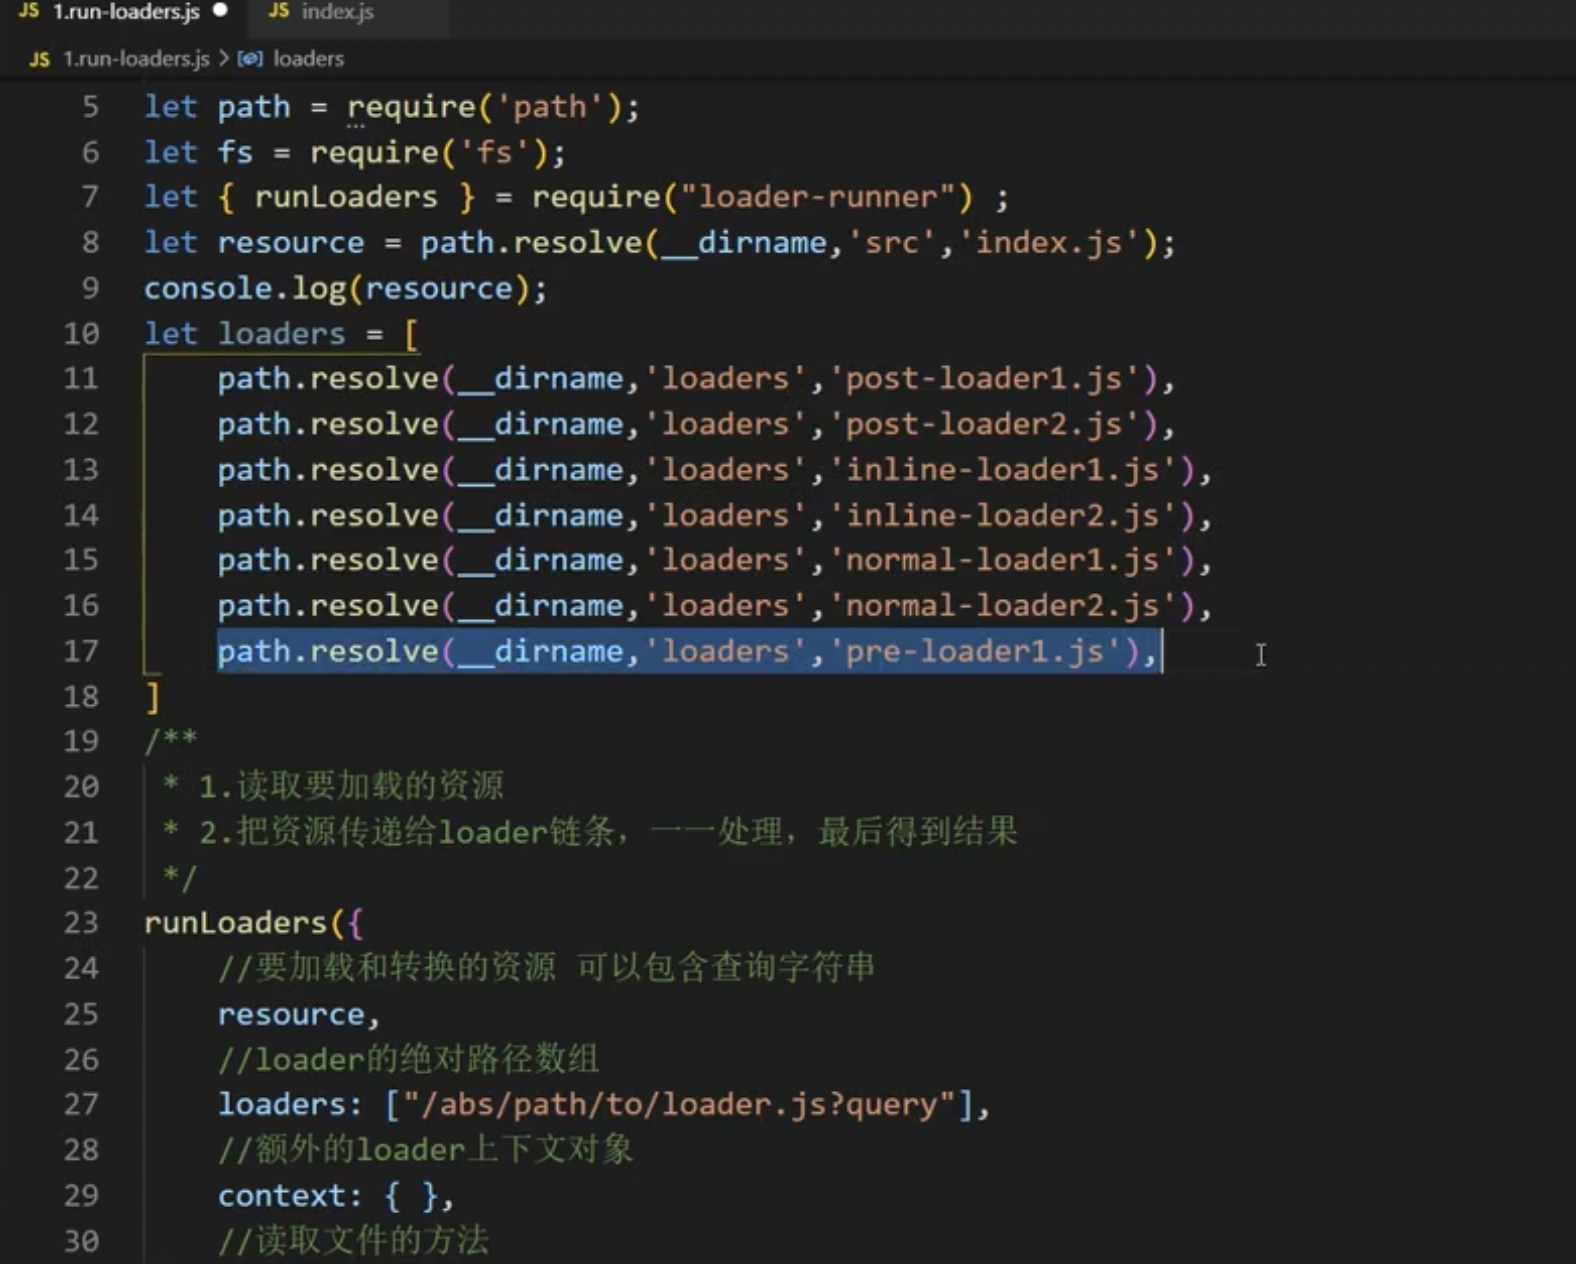 JS 1.run-loaders.js ● JS index.js
JS 1.run-loaders.js > loaders
5 let path = require('path');
6 let fs = require('fs');
7 let { runLoaders } = require("loader-runner") ;
8 let resource = path.resolve(__dirname,'src','index.js');
9 console.log(resource);
10 let loaders = [
11 path.resolve(__dirname,'loaders','post-loader1.js'),
12 path.resolve(__dirname,'loaders','post-loader2.js'),
13 path.resolve(__dirname,'loaders','inline-loader1.js'),
14 path.resolve(__dirname,'loaders','inline-loader2.js'),
15 path.resolve(__dirname,'loaders','normal-loader1.js'),
16 path.resolve(__dirname,'loaders','normal-loader2.js'),
17 path.resolve(__dirname,'loaders','pre-loader1.js'),
18 ]
19 /**
20 * 1.读取要加载的资源
21 * 2.把资源传递给loader链条，一一处理，最后得到结果
22 */
23 runLoaders({
24 //要加载和转换的资源 可以包含查询字符串
25 resource,
26 //loader的绝对路径数组
27 loaders: ["/abs/path/to/loader.js?query"],
28 //额外的loader上下文对象
29 context: { },
30 //读取文件的方法